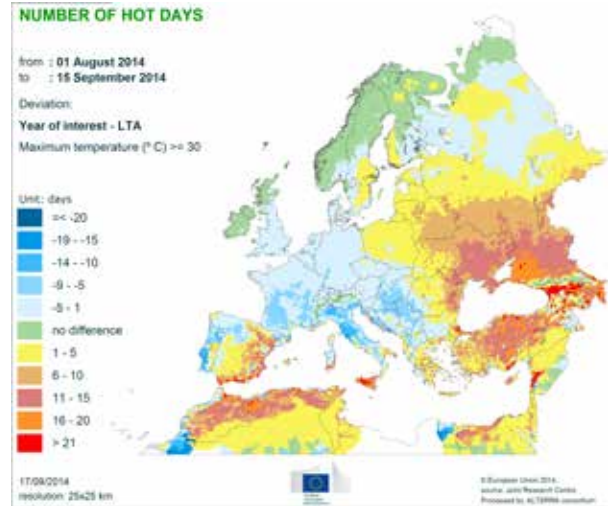 NUMBER OF HOT DAYS
from : 01 August 2014
to : 15 September 2014
Deviation:
Year of interest - LTA
Maximum temperature (º C) >= 30
Unit: days
=< -20
-19 - -15
-14 - -10
-9 - -5
-5 - 1
no difference
1 - 5
6 - 10
11 - 15
16 - 20
> 21
17/09/2014
resolution: 25x25 km
© European Union 2014
source: Joint Research Centre
Processed by ALTERRA consortium